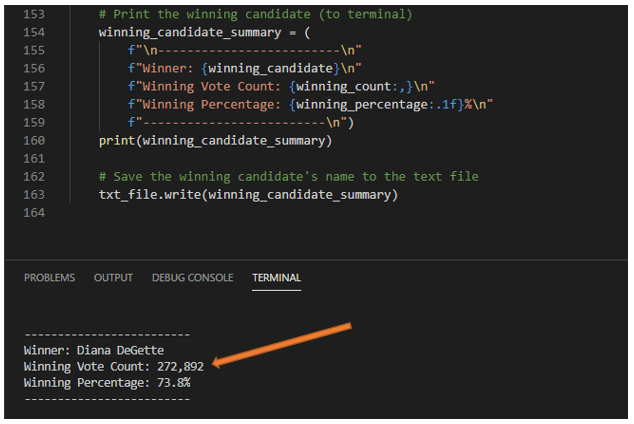 153 # Print the winning candidate (to terminal)
154 winning_candidate_summary = (
155 f"\n-------------------------\n"
156 f"Winner: {winning_candidate}\n"
157 f"Winning Vote Count: {winning_count:,}\n"
158 f"Winning Percentage: {winning_percentage:.1f}%\n"
159 f"-------------------------\n")
160 print(winning_candidate_summary)
161
162 # Save the winning candidate's name to the text file
163 txt_file.write(winning_candidate_summary)
164
PROBLEMS OUTPUT DEBUG CONSOLE TERMINAL
-------------------------
Winner: Diana DeGette
Winning Vote Count: 272,892
Winning Percentage: 73.8%
-------------------------